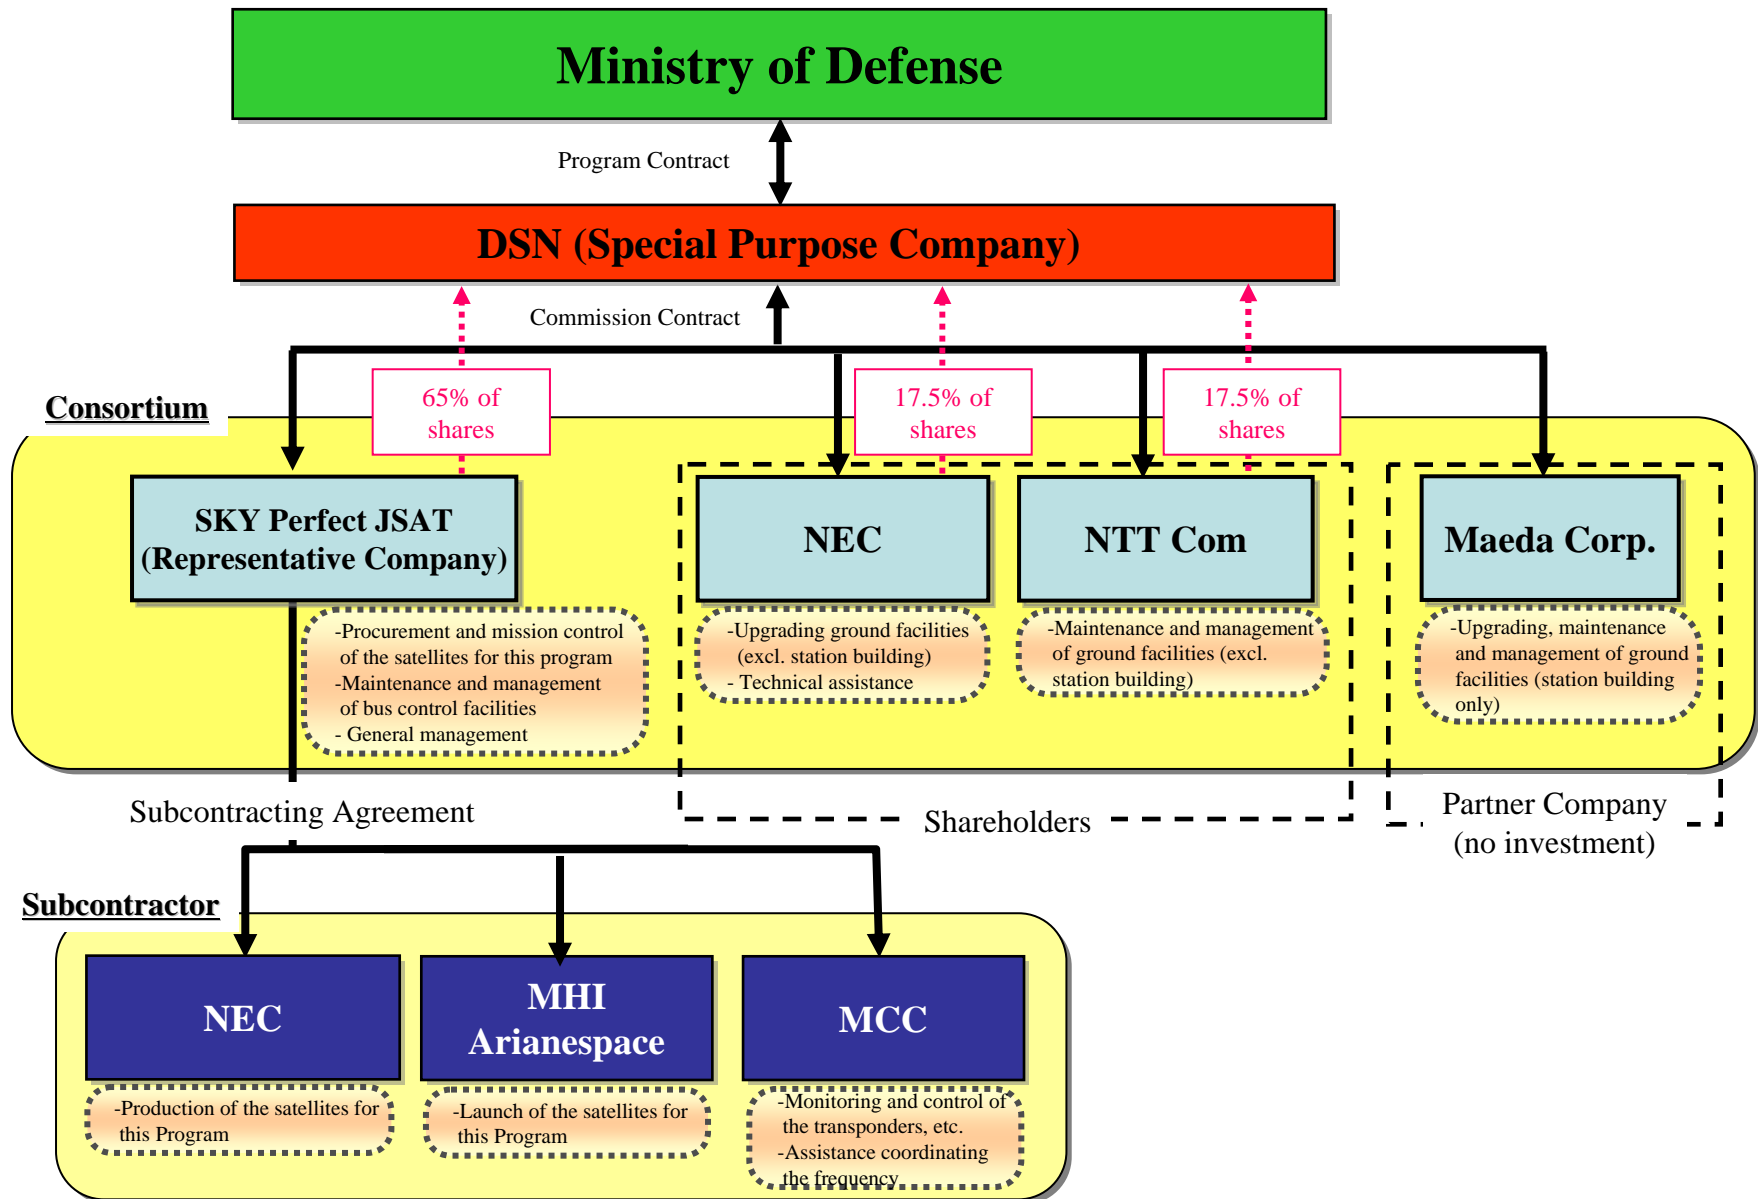 Ministry of Defense
Program Contract
DSN (Special Purpose Company)
Commission Contract
65% of
shares
17.5% of
shares
17.5% of
shares
Consortium
SKY Perfect JSAT
(Representative Company)
NEC
NTT Com
Maeda Corp.
-Procurement and mission control
of the satellites for this program
-Maintenance and management
of bus control facilities
- General management
-Upgrading ground facilities
(excl. station building)
- Technical assistance
-Maintenance and management
of ground facilities (excl.
station building)
-Upgrading, maintenance
and management of ground
facilities (station building
only)
Subcontracting Agreement
Shareholders
Partner Company
(no investment)
Subcontractor
NEC
MHI
Arianespace
MCC
-Production of the satellites for
this Program
-Launch of the satellites for
this Program
-Monitoring and control of
the transponders, etc.
-Assistance coordinating
the frequency